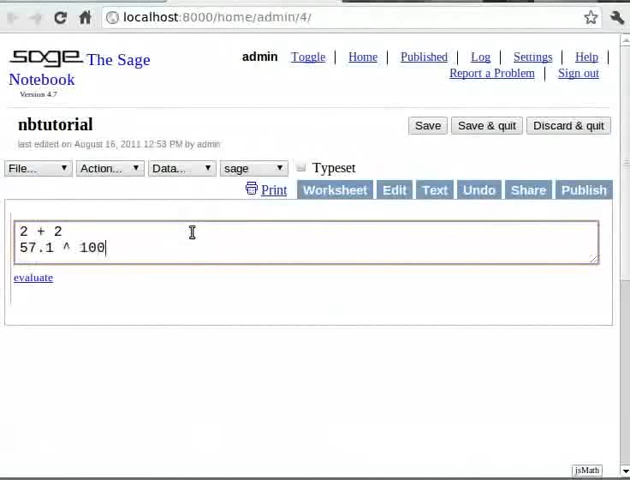 localhost:8000/home/admin/4/
sage The Sage Notebook
Version 4.7
admin Toggle Home Published Log Settings Help
Report a Problem Sign out
nbtutorial
last edited on August 16, 2011 12:53 PM by admin
Save Save & quit Discard & quit
File... Action... Data... sage Typeset
Print Worksheet Edit Text Undo Share Publish
2 + 2
57.1 ^ 100
evaluate
jsMath